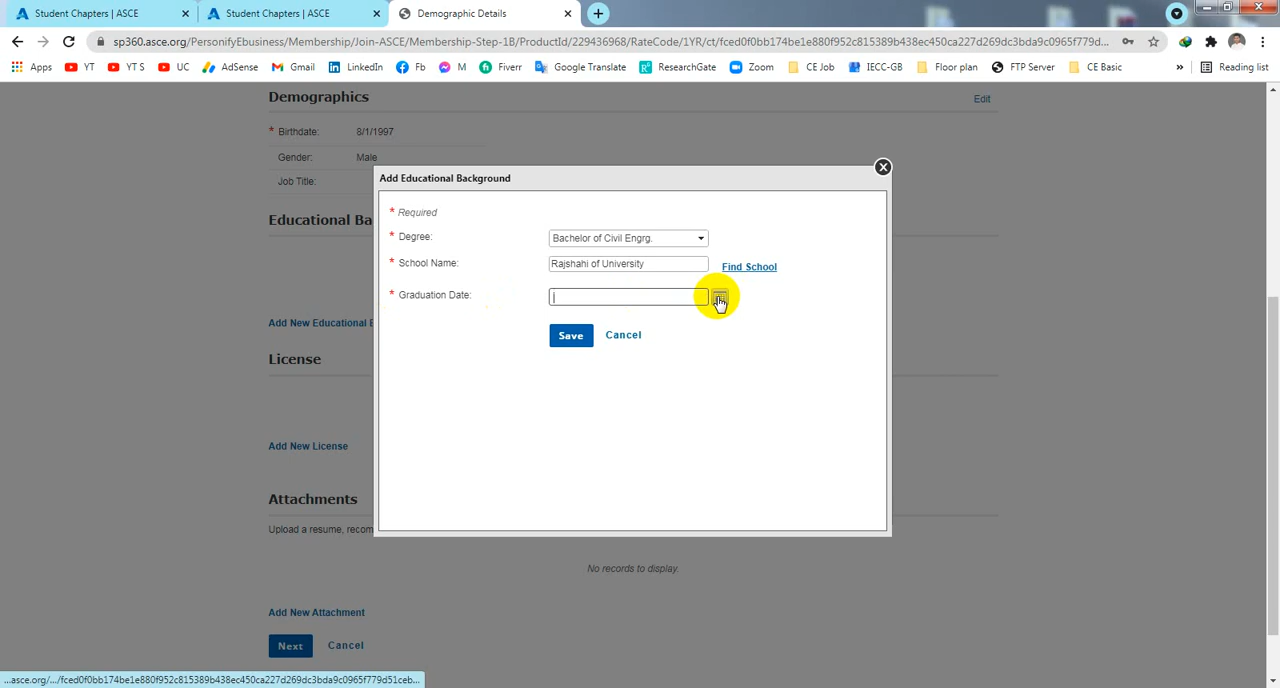 Student Chapters | ASCE
Student Chapters | ASCE
Demographic Details
sp360.asce.org/PersonifyEbusiness/Membership/Join-ASCE/Membership-Step-1B/ProductId/229436968/RateCode/1YR/ct/fced0f0bb174be1e880f952c815389b438ec450ca227d269dc3bda9c0391f779d...
Apps YT YT S UC AdSense Gmail LinkedIn Fb M Fiverr Google Translate ResearchGate Zoom CE Job IECC-GB Floor plan FTP Server CE Basic » Reading list
Demographics Edit
* Birthdate: 8/1/1997
Gender: Male
Job Title:
Add Educational Background
* Required
Educational Ba
* Degree: Bachelor of Civil Engrg.
* School Name: Rajshahi of University Find School
* Graduation Date:
Add New Educational B
Save Cancel
License
Add New License
Attachments
Upload a resume, recom
No records to display.
Add New Attachment
Next Cancel
...asce.org/.../fced0f0bb174be1e880f952c815389b438ec450ca227d269dc3bda9c0391f779d51ceb...